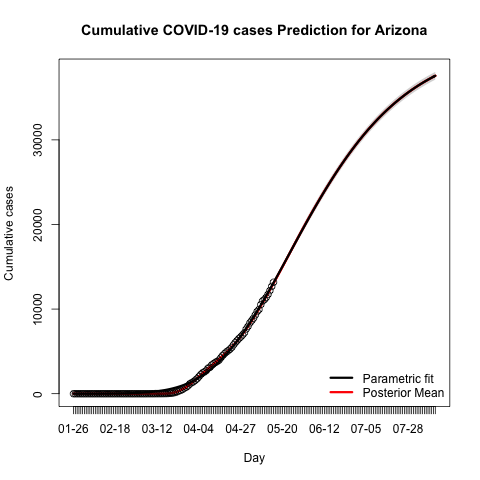 Cumulative COVID-19 cases Prediction for Arizona
Cumulative cases
30000
20000
10000
0
Parametric fit
Posterior Mean
01-26 02-18 03-12 04-04 04-27 05-20 06-12 07-05 07-28
Day